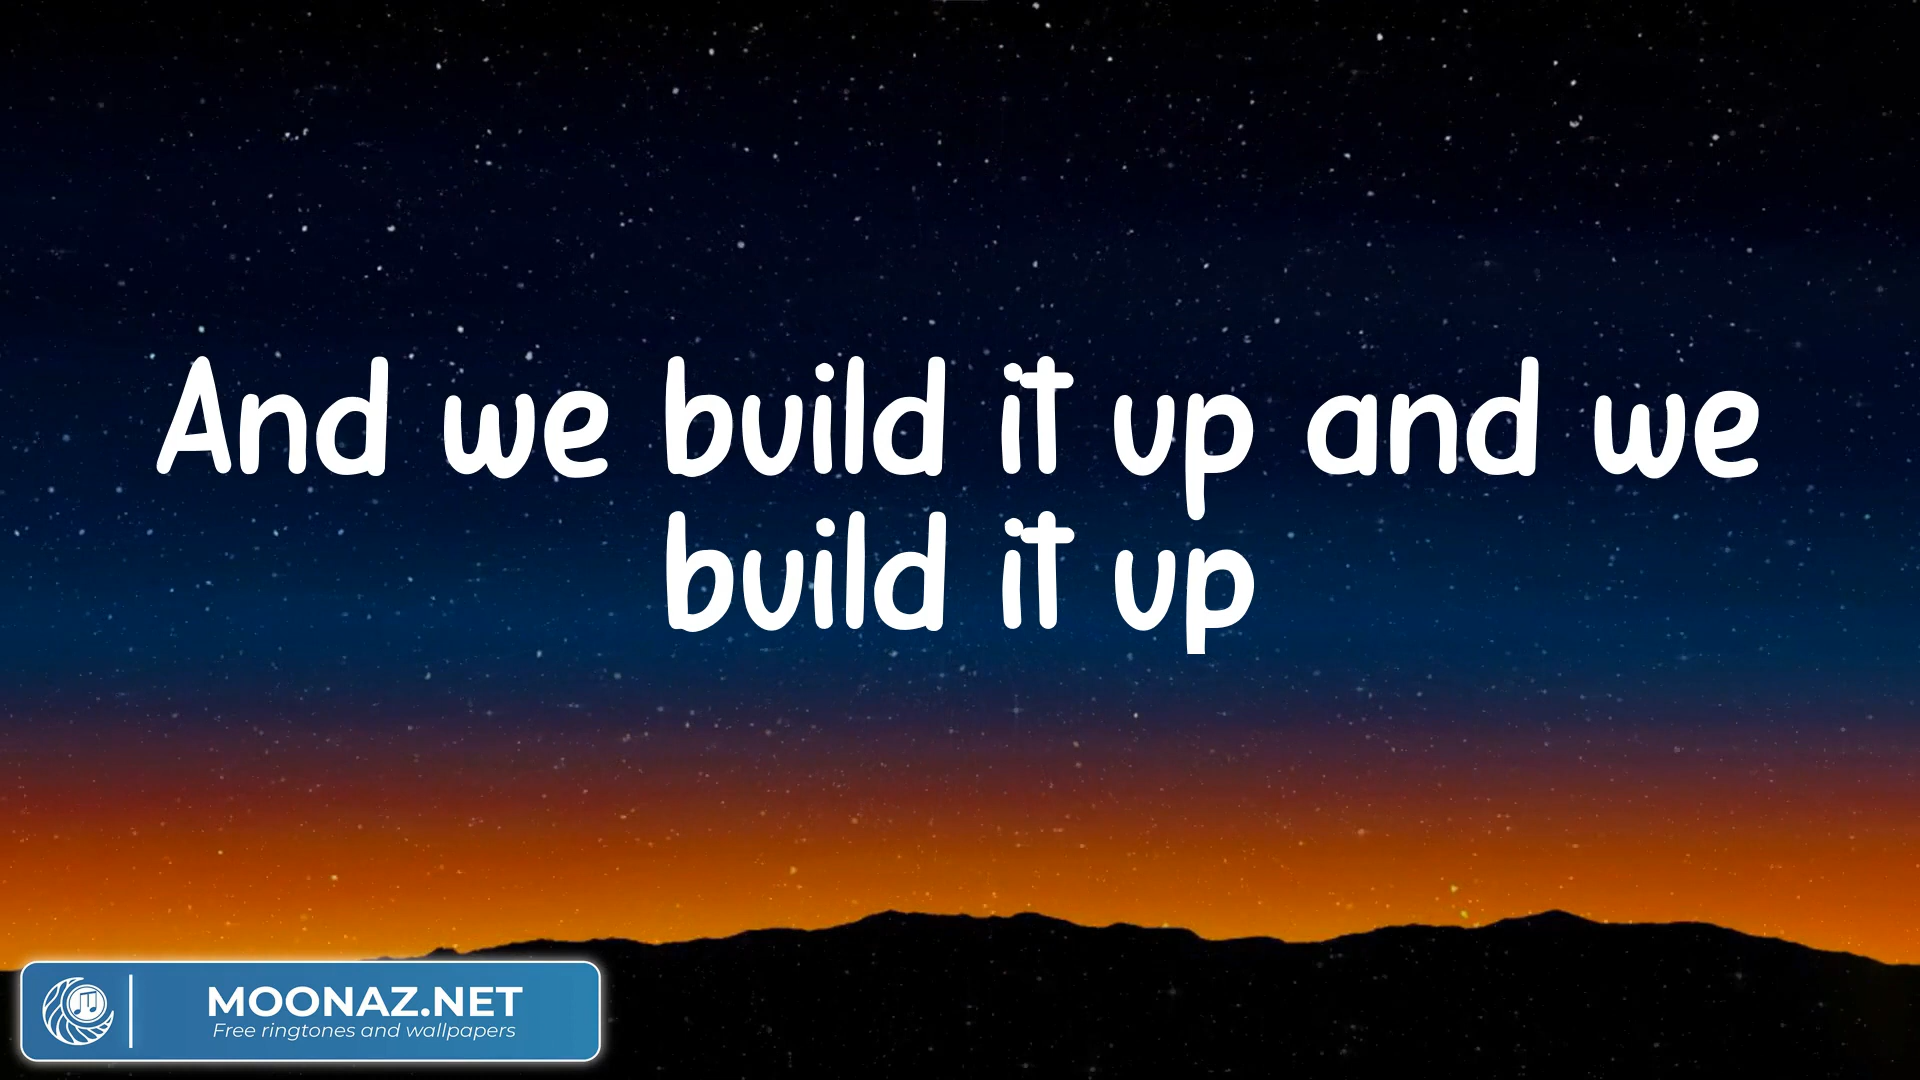 And we build it up and we
build it up
MOONAZ.NET
Free ringtones and wallpapers